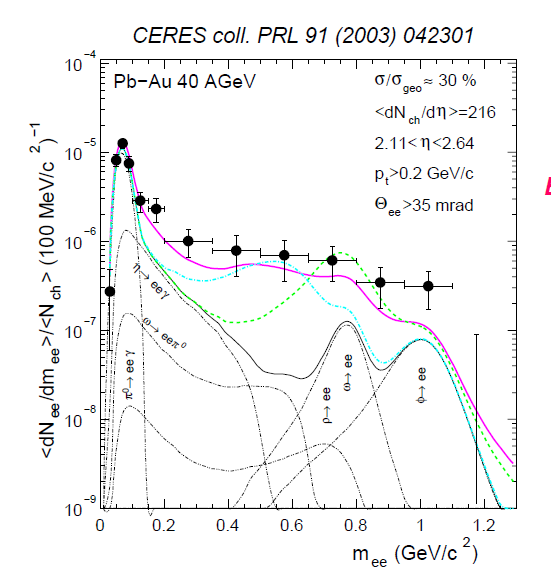 CERES coll. PRL 91 (2003) 042301
Pb−Au 40 AGeV
σ/σgeo ≈ 30 %
<dNch/dη>=216
2.11<η<2.64
pt>0.2 GeV/c
Θee>35 mrad
<dNee/dmee>/<Nch> (100 MeV/c²)−1
10−4
10−5
10−6
10−7
10−8
10−9
η→ eeγ
ω→ eeπ0
π0→ eeγ
ρ→ ee
ω→ ee
ϕ→ ee
0
0.2
0.4
0.6
0.8
1
1.2
mee (GeV/c²)